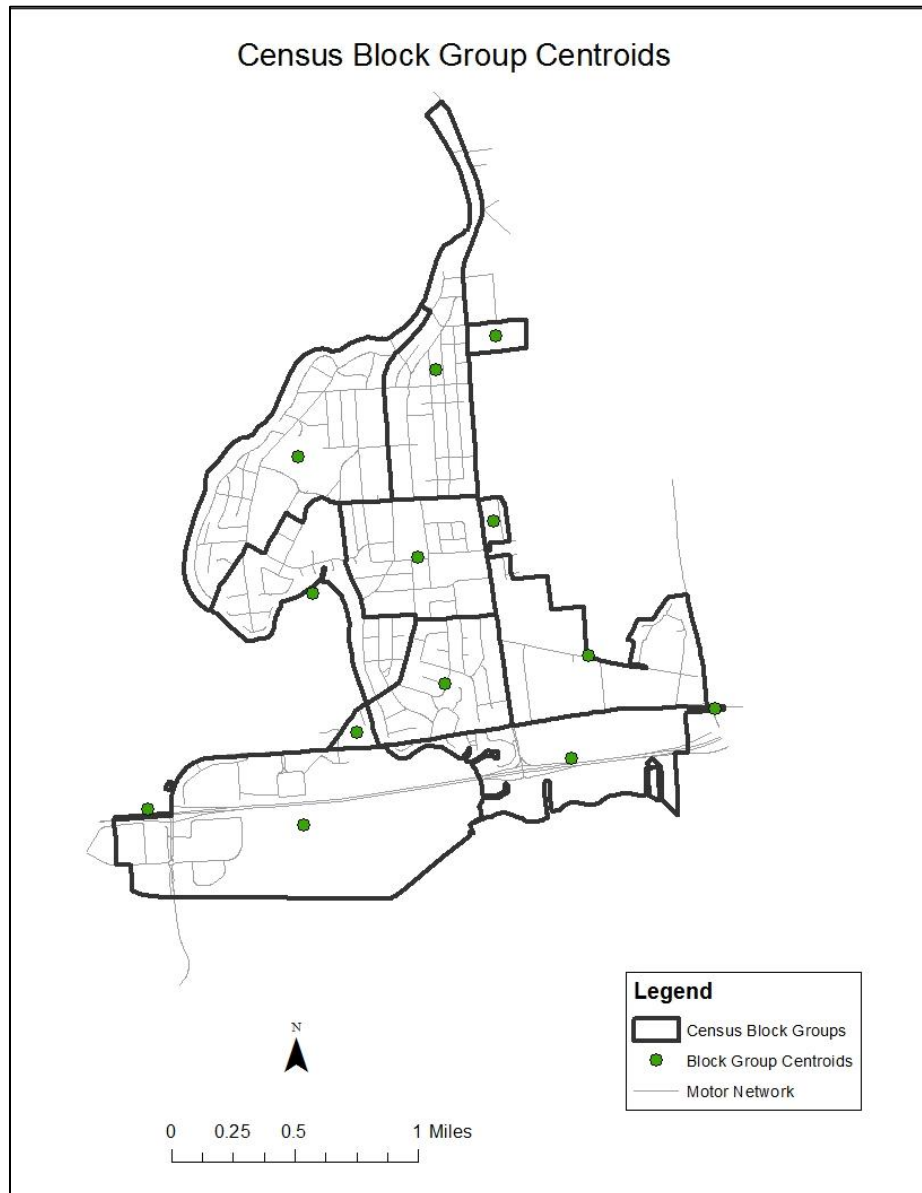 Census Block Group Centroids
Legend
Census Block Groups
Block Group Centroids
Motor Network
N
0 0.25 0.5 1 Miles